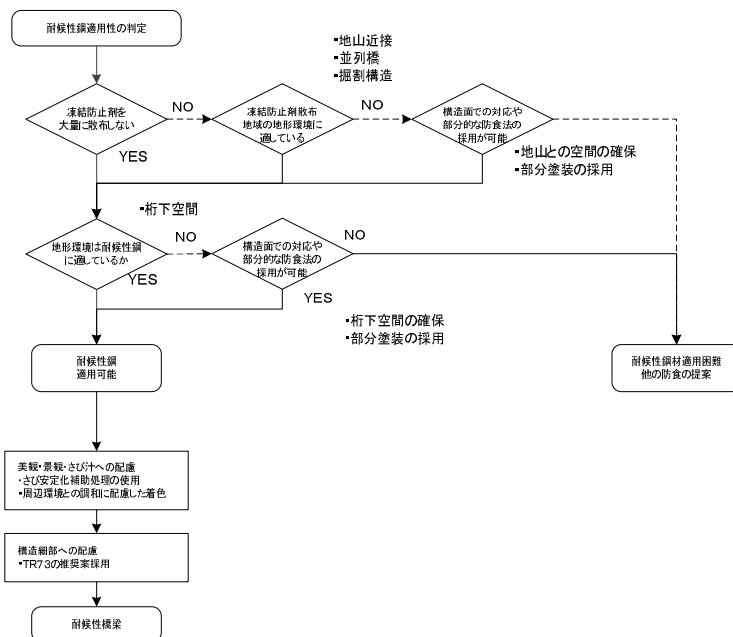 耐候性鋼適用性の判定
▪地山近接
▪並列橋
▪掘割構造
凍結防止剤を
大量に散布しない
NO
凍結防止剤散布
地域の地形環境に
適している
NO
構造面での対応や
部分的な防食法の
採用が可能
YES
▪地山との空間の確保
▪部分塗装の採用
▪桁下空間
地形環境は耐候性鋼
に適しているか
NO
構造面での対応や
部分的な防食法の
採用が可能
NO
YES
YES
▪桁下空間の確保
▪部分塗装の採用
耐候性鋼
適用可能
耐候性鋼材適用困難
他の防食の提案
美観・景観・さび汁への配慮
・さび安定化補助処理の使用
▪周辺環境との調和に配慮した着色
構造細部への配慮
▪TR73の推奨案採用
耐候性橋梁